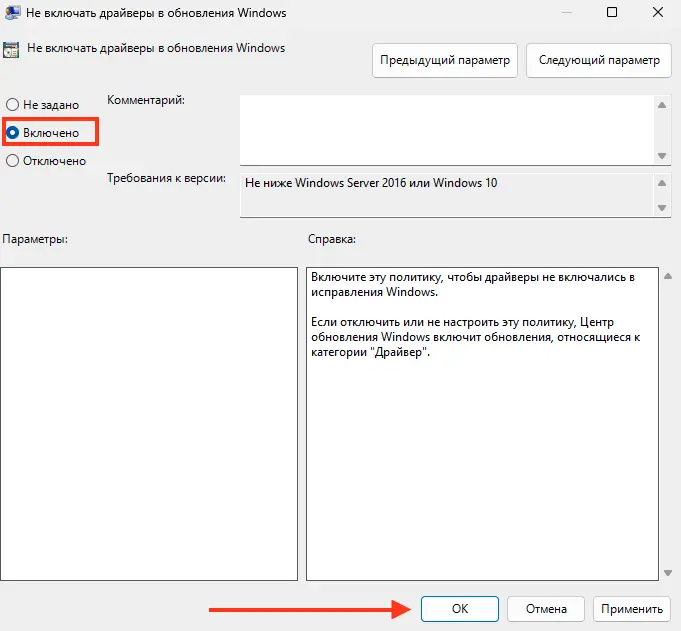 Не включать драйверы в обновления Windows
Не включать драйверы в обновления Windows
Предыдущий параметр
Следующий параметр
Не задано
Включено
Отключено
Комментарий:
Требования к версии:
Не ниже Windows Server 2016 или Windows 10
Параметры:
Справка:
Включите эту политику, чтобы драйверы не включались в
исправления Windows.
Если отключить или не настроить эту политику, Центр
обновления Windows включит обновления, относящиеся к
категории "Драйвер".
ОК
Отмена
Применить